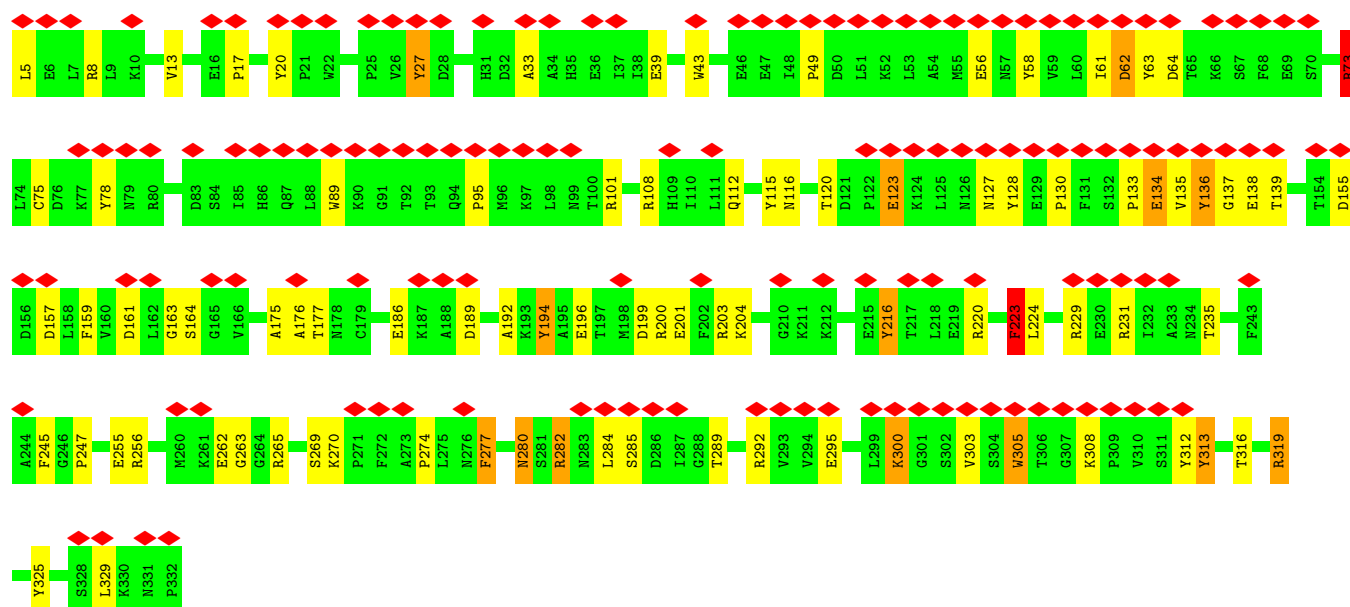 L5 E6 L7 R8 L9 K10 V13 E16 P17 Y20 P21 W22 P25 V26 Y27 D28 H31 D32 A33 A34 H35 E36 I37 I38 E39 W43 E46 E47 I48 P49 D50 L51 K52 L53 A54 M55 E56 N57 Y58 V59 L60 I61 D62 Y63 D64 T65 K66 S67 F68 E69 S70
L74 C75 D76 K77 Y78 N79 R80 D83 S84 I85 H86 Q87 L88 W89 K90 G91 T92 T93 Q94 P95 M96 K97 L98 N99 T100 R101 R108 H109 I110 L111 Q112 Y115 N116 T120 D121 P122 E123 K124 L125 N126 N127 Y128 E129 P130 F131 S132 P133 E134 V135 Y136 G137 E138 T139 T154 D155
D156 D157 L158 F159 V160 D161 L162 G163 S164 G165 V166 A175 A176 T177 N178 C179 E186 K187 A188 D189 A192 K193 Y194 A195 E196 T197 M198 D199 R200 E201 F202 R203 K204 G210 K211 K212 E215 Y216 T217 L218 E219 R220 F223 L224 R229 E230 R231 I232 A233 N234 T235 F243
A244 F245 G246 P247 E255 R256 M260 K261 E262 G263 G264 R265 S269 K270 P271 F272 A273 P274 L275 N276 F277 N280 S281 R282 N283 L284 S285 D286 I287 G288 T289 R292 V293 V294 E295 L299 K300 G301 S302 V303 S304 W305 T306 G307 K308 P309 V310 S311 Y312 Y313 T316 R319
Y325 S328 L329 K330 N331 P332